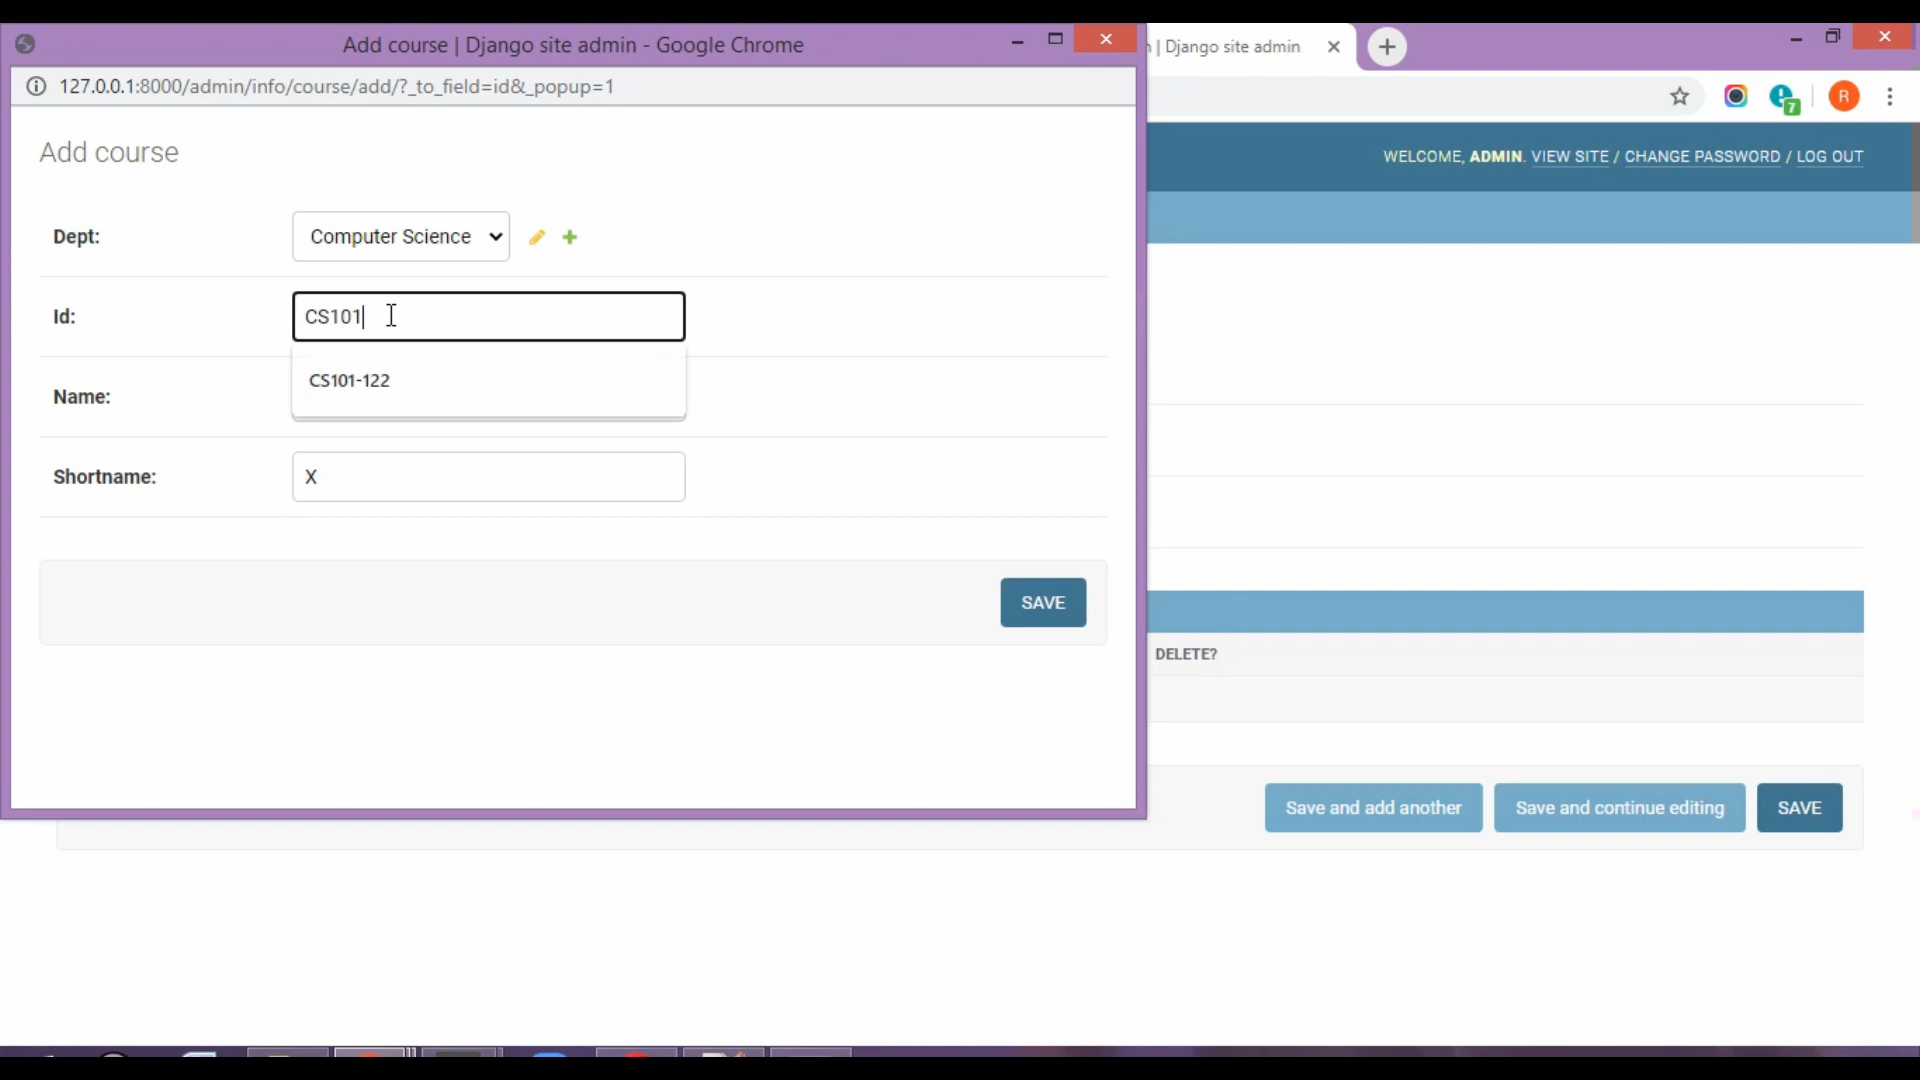 Add course | Django site admin - Google Chrome
| Django site admin
127.0.0.1:8000/admin/info/course/add/?_to_field=id&_popup=1
R
7
Add course
WELCOME, ADMIN. VIEW SITE / CHANGE PASSWORD / LOG OUT
Dept:
Computer Science
Id:
CS101
CS101-122
Name:
Shortname:
X
SAVE
DELETE?
Save and add another
Save and continue editing
SAVE